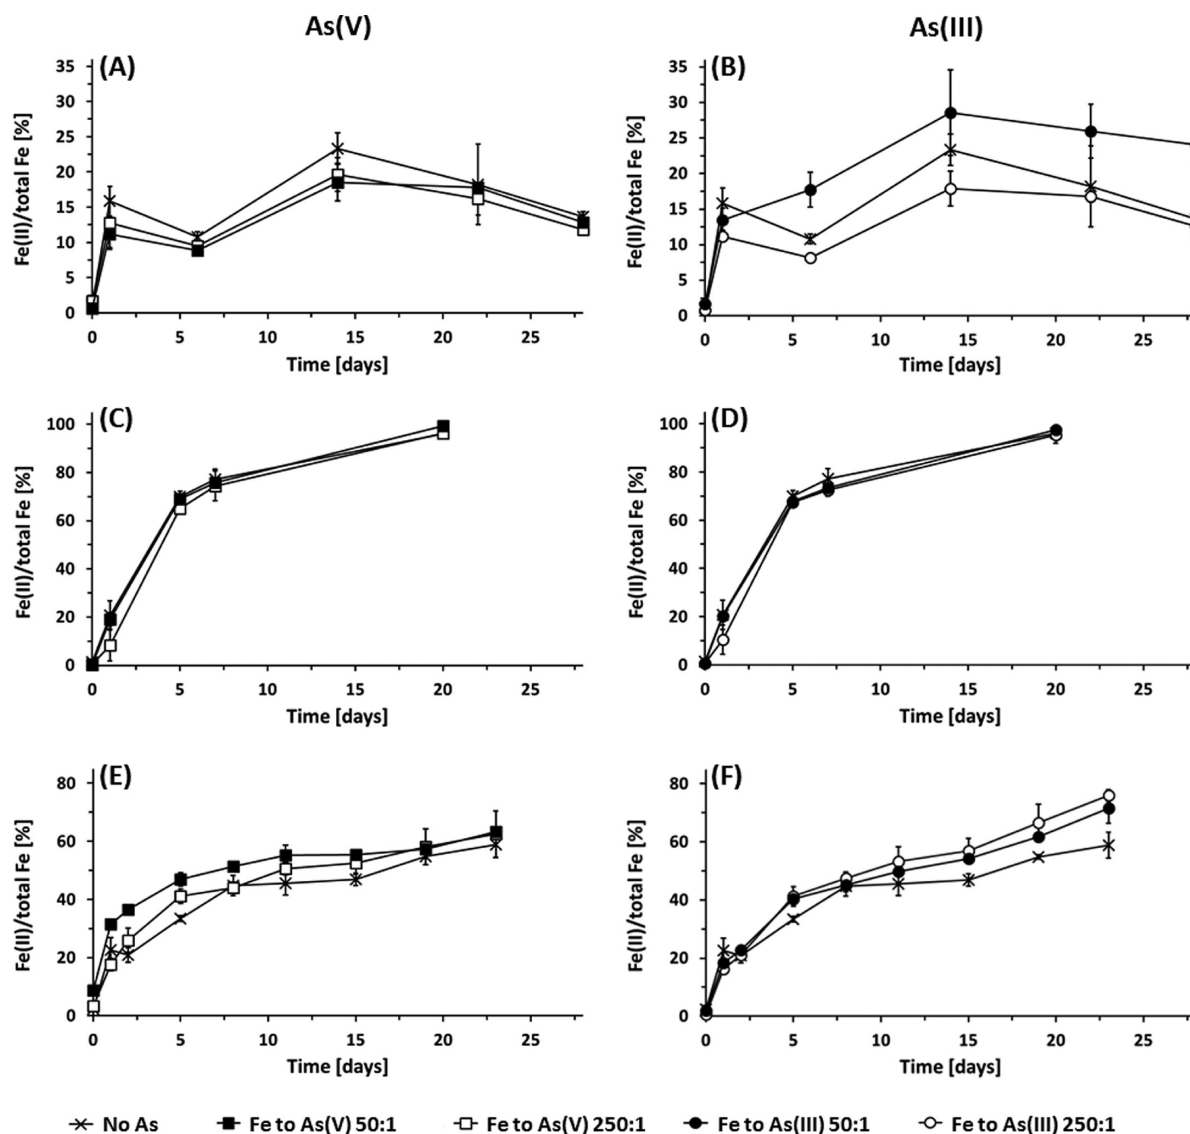 As(V) As(III)
(A) (B)
Fe(II)/total Fe [%] Fe(II)/total Fe [%]
35 35
30 30
25 25
20 20
15 15
10 10
5 5
0 0
0 5 10 15 20 25 0 5 10 15 20 25
Time [days] Time [days]
(C) (D)
Fe(II)/total Fe [%] Fe(II)/total Fe [%]
100 100
80 80
60 60
40 40
20 20
0 0
0 5 10 15 20 25 0 5 10 15 20 25
Time [days] Time [days]
(E) (F)
Fe(II)/total Fe [%] Fe(II)/total Fe [%]
80 80
60 60
40 40
20 20
0 0
0 5 10 15 20 25 0 5 10 15 20 25
Time [days] Time [days]
No As Fe to As(V) 50:1 Fe to As(V) 250:1 Fe to As(III) 50:1 Fe to As(III) 250:1